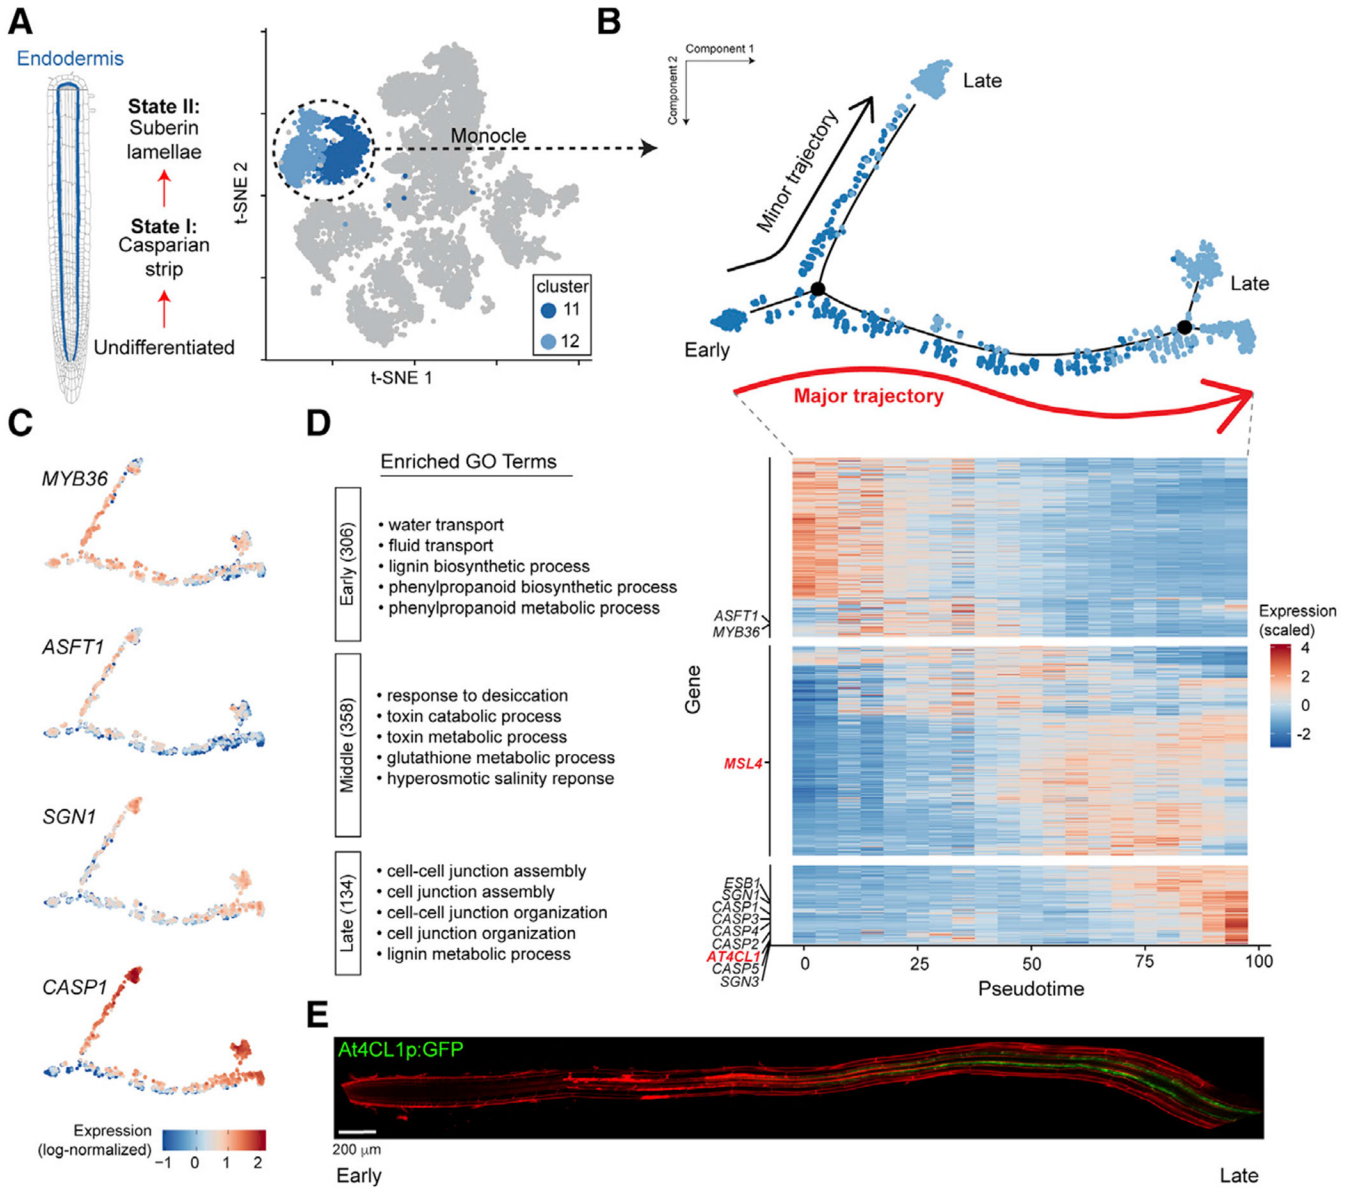 A
Endodermis
State II:
Suberin
lamellae
State I:
Casparian
strip
Undifferentiated
t-SNE 2
t-SNE 1
Monocle
cluster
11
12
B
Component 1
Component 2
Late
Minor trajectory
Late
Early
Major trajectory
C
MYB36
ASFT1
SGN1
CASP1
Expression
(log-normalized)
−1 0 1 2
D
Enriched GO Terms
Early (306)
• water transport
• fluid transport
• lignin biosynthetic process
• phenylpropanoid biosynthetic process
• phenylpropanoid metabolic process
Middle (358)
• response to desiccation
• toxin catabolic process
• toxin metabolic process
• glutathione metabolic process
• hyperosmotic salinity reponse
Late (134)
• cell-cell junction assembly
• cell junction assembly
• cell-cell junction organization
• cell junction organization
• lignin metabolic process
Gene
ASFT1
MYB36
MSL4
ESB1
SGN1
CASP1
CASP3
CASP4
CASP2
AT4CL1
CASP5
SGN3
0 25 50 75 100
Pseudotime
Expression
(scaled)
4
2
0
-2
E
At4CL1p:GFP
200 µm
Early
Late